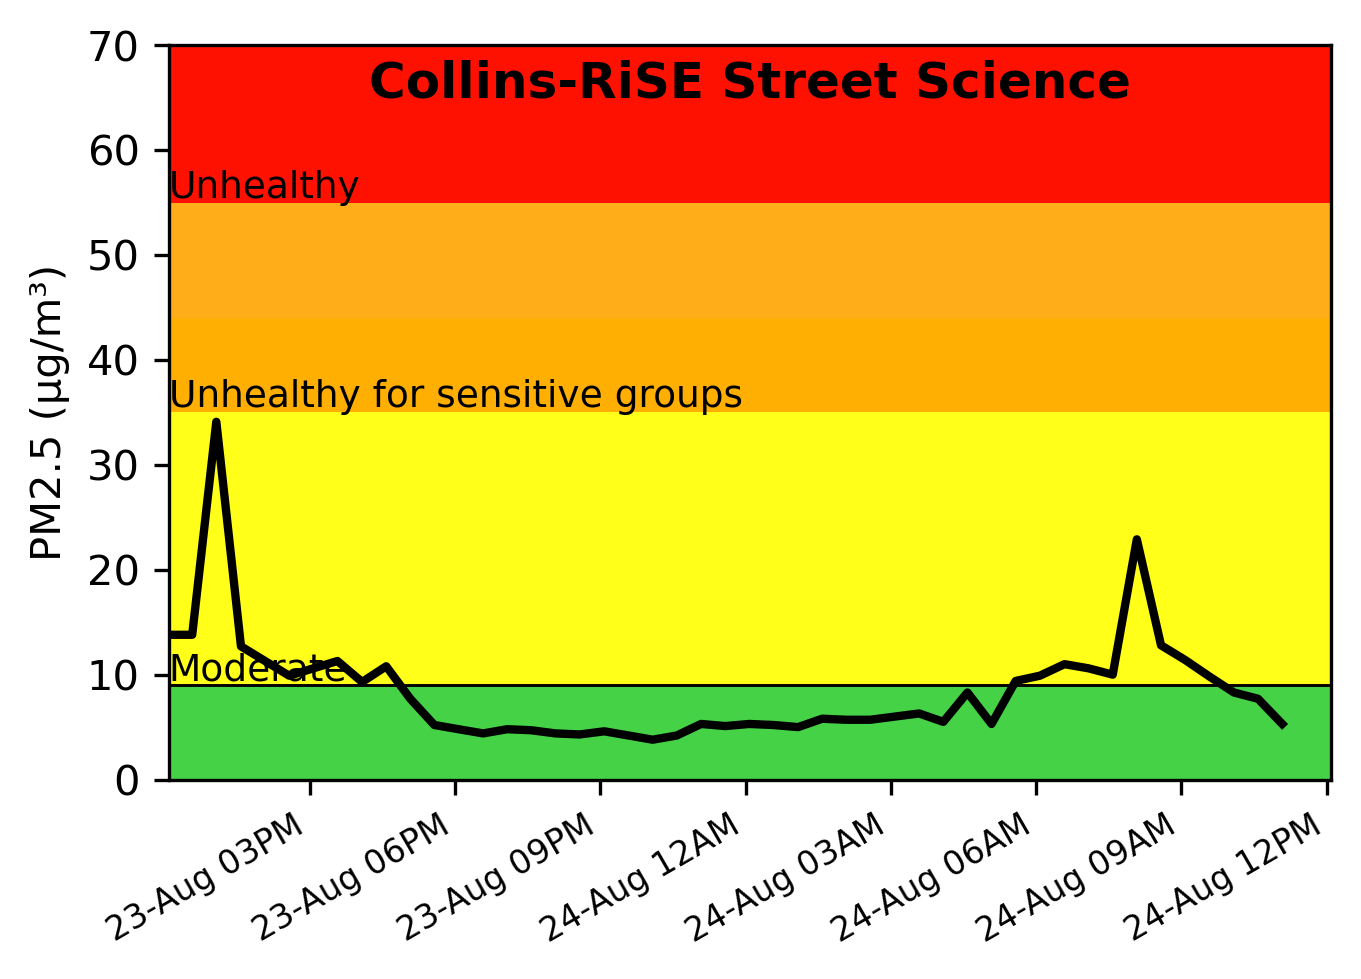 Collins-RiSE Street Science
70
60
50
40
30
20
10
0
PM2.5 (µg/m³)
Unhealthy
Unhealthy for sensitive groups
Moderate
23-Aug 03PM
23-Aug 06PM
23-Aug 09PM
24-Aug 12AM
24-Aug 03AM
24-Aug 06AM
24-Aug 09AM
24-Aug 12PM